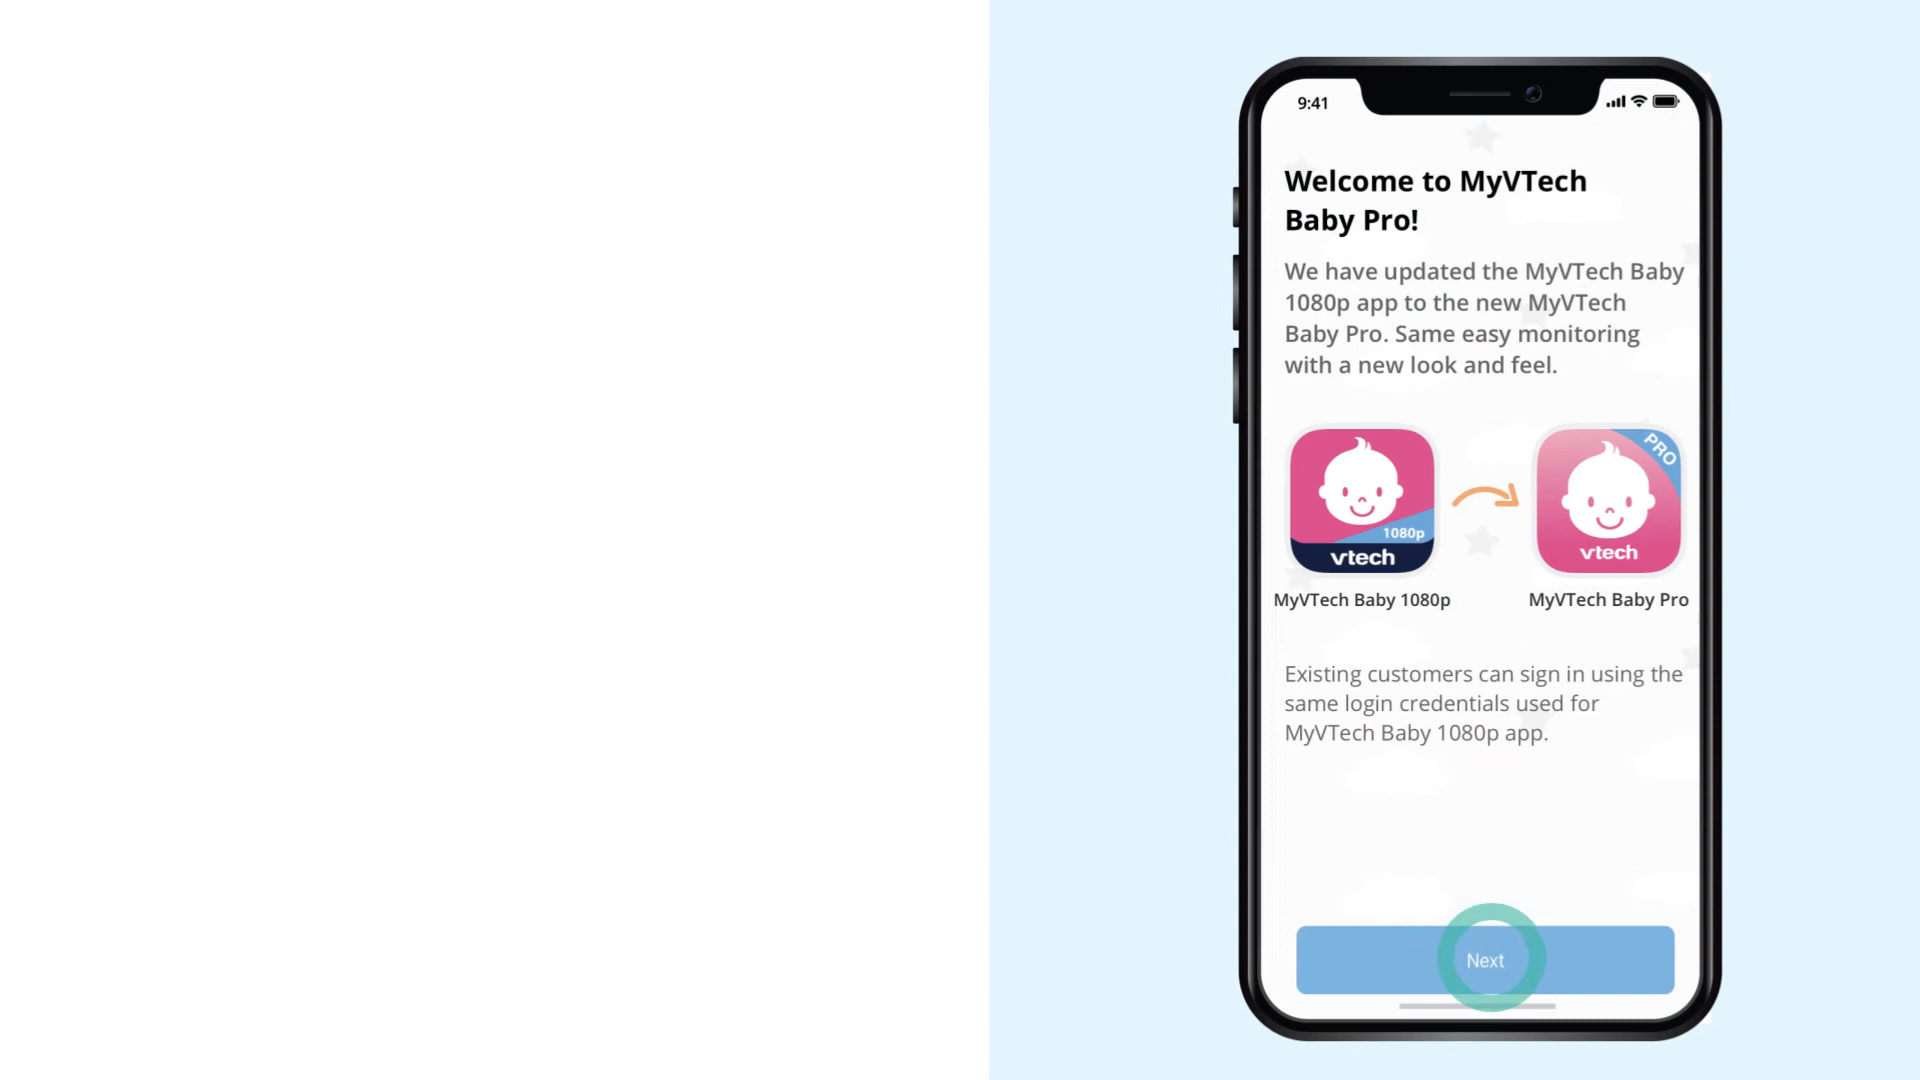 9:41
Welcome to MyVTech
Baby Pro!
We have updated the MyVTech Baby
1080p app to the new MyVTech
Baby Pro. Same easy monitoring
with a new look and feel.
PRO
1080p
vtech
vtech
MyVTech Baby 1080p
MyVTech Baby Pro
Existing customers can sign in using the
same login credentials used for
MyVTech Baby 1080p app.
Next